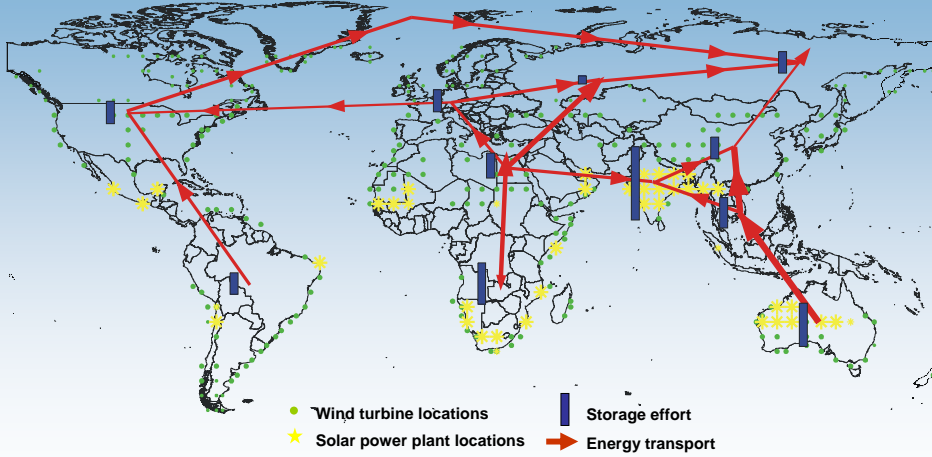 Wind turbine locations
Solar power plant locations
Storage effort
Energy transport